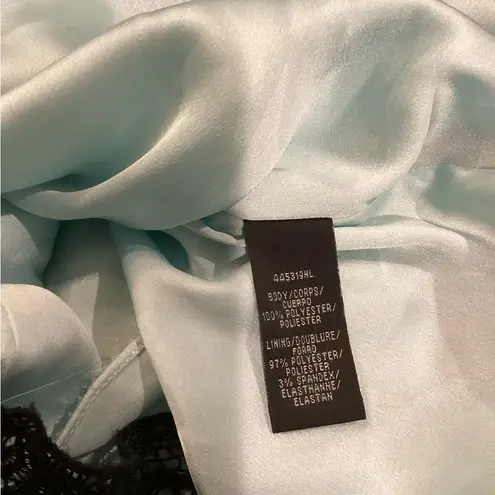 445319HL
BODY/CORPS/
CUERPO
100% POLYESTER/
POLIESTER
LINING/DOUBLURE/
FORRO
97% POLYESTER/
POLIESTER
3% SPANDEX/
ELASTHANNE/
ELASTAN